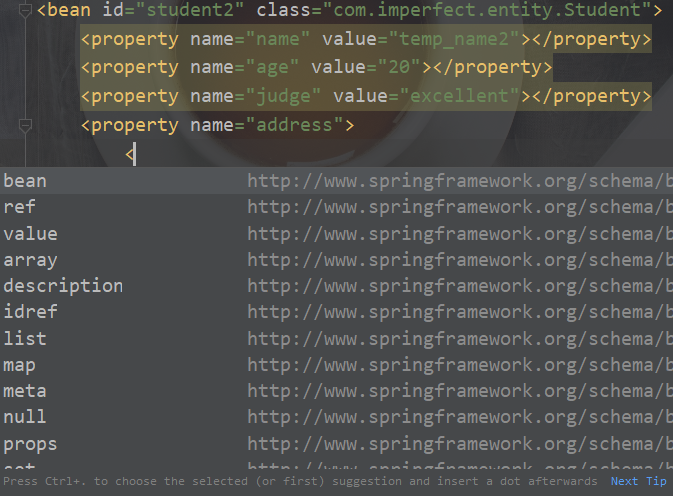 <bean id="student2" class="com.imperfect.entity.Student">
<property name="name" value="temp_name2"></property>
<property name="age" value="20"></property>
<property name="judge" value="excellent"></property>
<property name="address">
<
bean http://www.springframework.org/schema/b
ref http://www.springframework.org/schema/b
value http://www.springframework.org/schema/b
array http://www.springframework.org/schema/b
description http://www.springframework.org/schema/b
idref http://www.springframework.org/schema/b
list http://www.springframework.org/schema/b
map http://www.springframework.org/schema/b
meta http://www.springframework.org/schema/b
null http://www.springframework.org/schema/b
props http://www.springframework.org/schema/b
Press Ctrl+. to choose the selected (or first) suggestion and insert a dot afterwards Next Tip